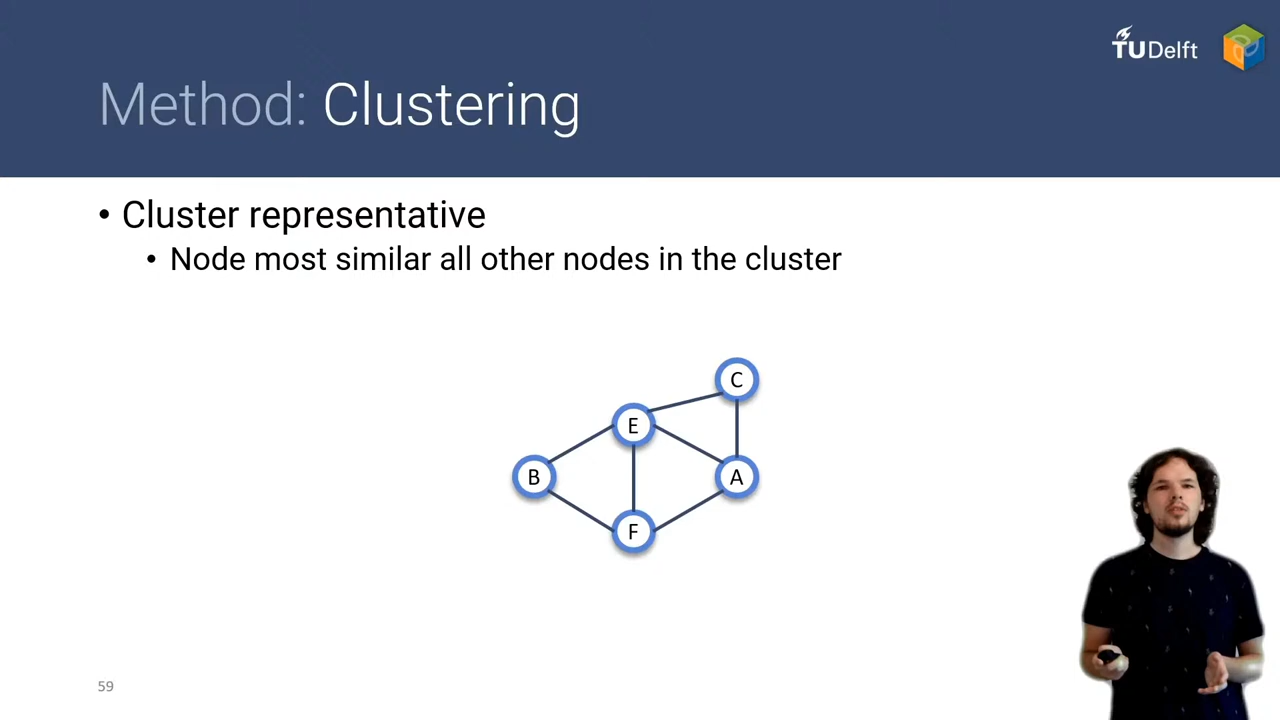 TUDelft
Method: Clustering
• Cluster representative
• Node most similar all other nodes in the cluster
C
E
B
A
F
59